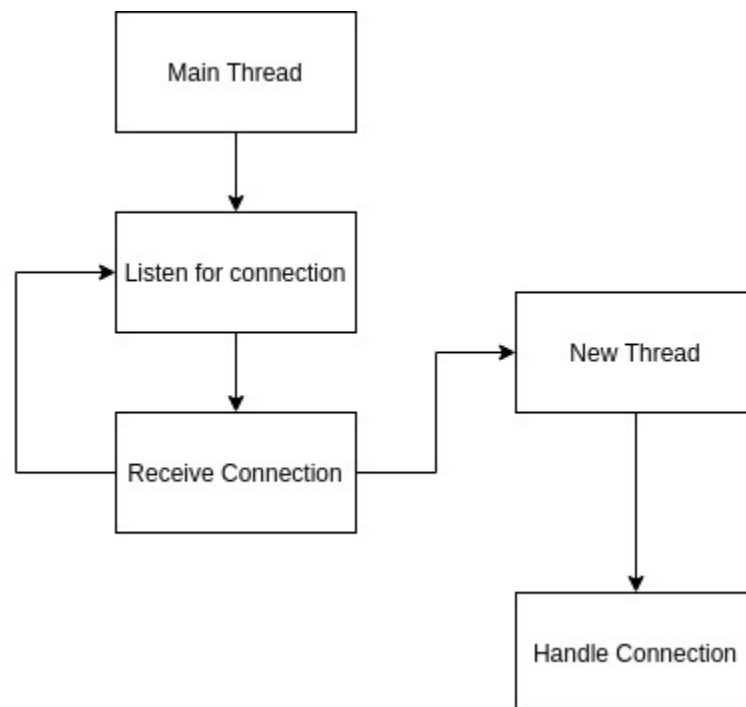 Main Thread
Listen for connection
New Thread
Receive Connection
Handle Connection